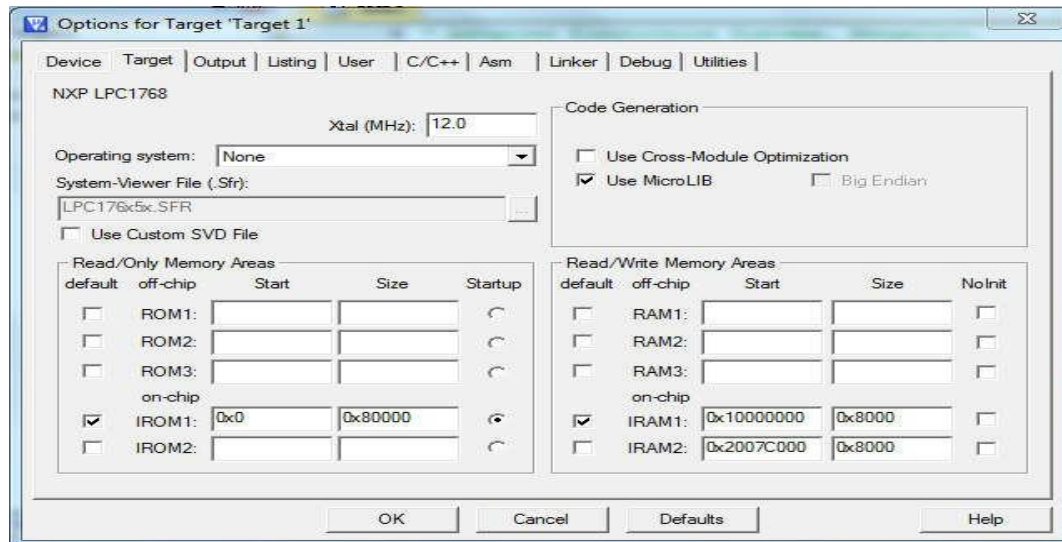 Options for Target 'Target 1'
Device Target Output Listing User C/C++ Asm Linker Debug Utilities
NXP LPC1768
Xtal (MHz): 12.0
Operating system: None
System-Viewer File (.Sfr):
LPC176x5x.SFR ...
Use Custom SVD File
Code Generation
Use Cross-Module Optimization
Use MicroLIB Big Endian
Read/Only Memory Areas
default off-chip Start Size Startup
ROM1:
ROM2:
ROM3:
on-chip
IROM1: 0x0 0x80000
IROM2:
Read/Write Memory Areas
default off-chip Start Size NoInit
RAM1:
RAM2:
RAM3:
on-chip
IRAM1: 0x10000000 0x8000
IRAM2: 0x2007C000 0x8000
OK Cancel Defaults Help